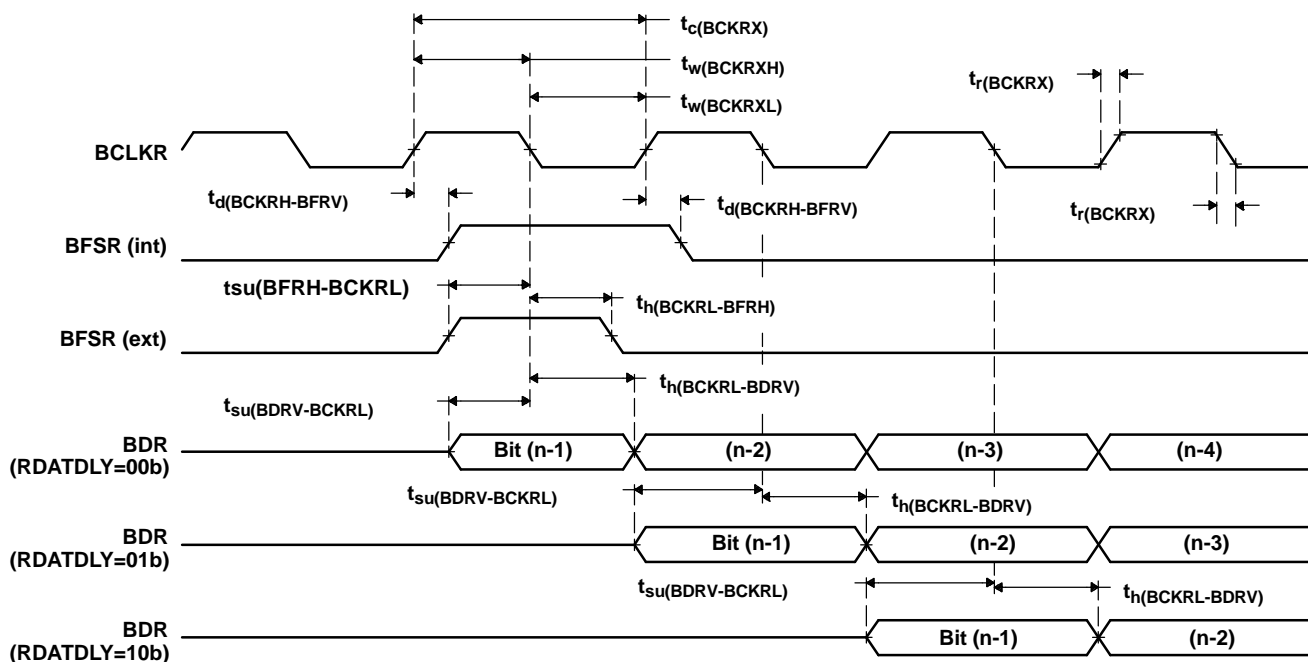 tc(BCKRX)
tw(BCKRXH)
tr(BCKRX)
tw(BCKRXL)
BCLKR
td(BCKRH-BFRV)
td(BCKRH-BFRV)
tr(BCKRX)
BFSR (int)
tsu(BFRH-BCKRL)
th(BCKRL-BFRH)
BFSR (ext)
th(BCKRL-BDRV)
tsu(BDRV-BCKRL)
BDR
(RDATDLY=00b)
Bit (n-1)
(n-2)
(n-3)
(n-4)
tsu(BDRV-BCKRL)
th(BCKRL-BDRV)
BDR
(RDATDLY=01b)
Bit (n-1)
(n-2)
(n-3)
tsu(BDRV-BCKRL)
th(BCKRL-BDRV)
BDR
(RDATDLY=10b)
Bit (n-1)
(n-2)